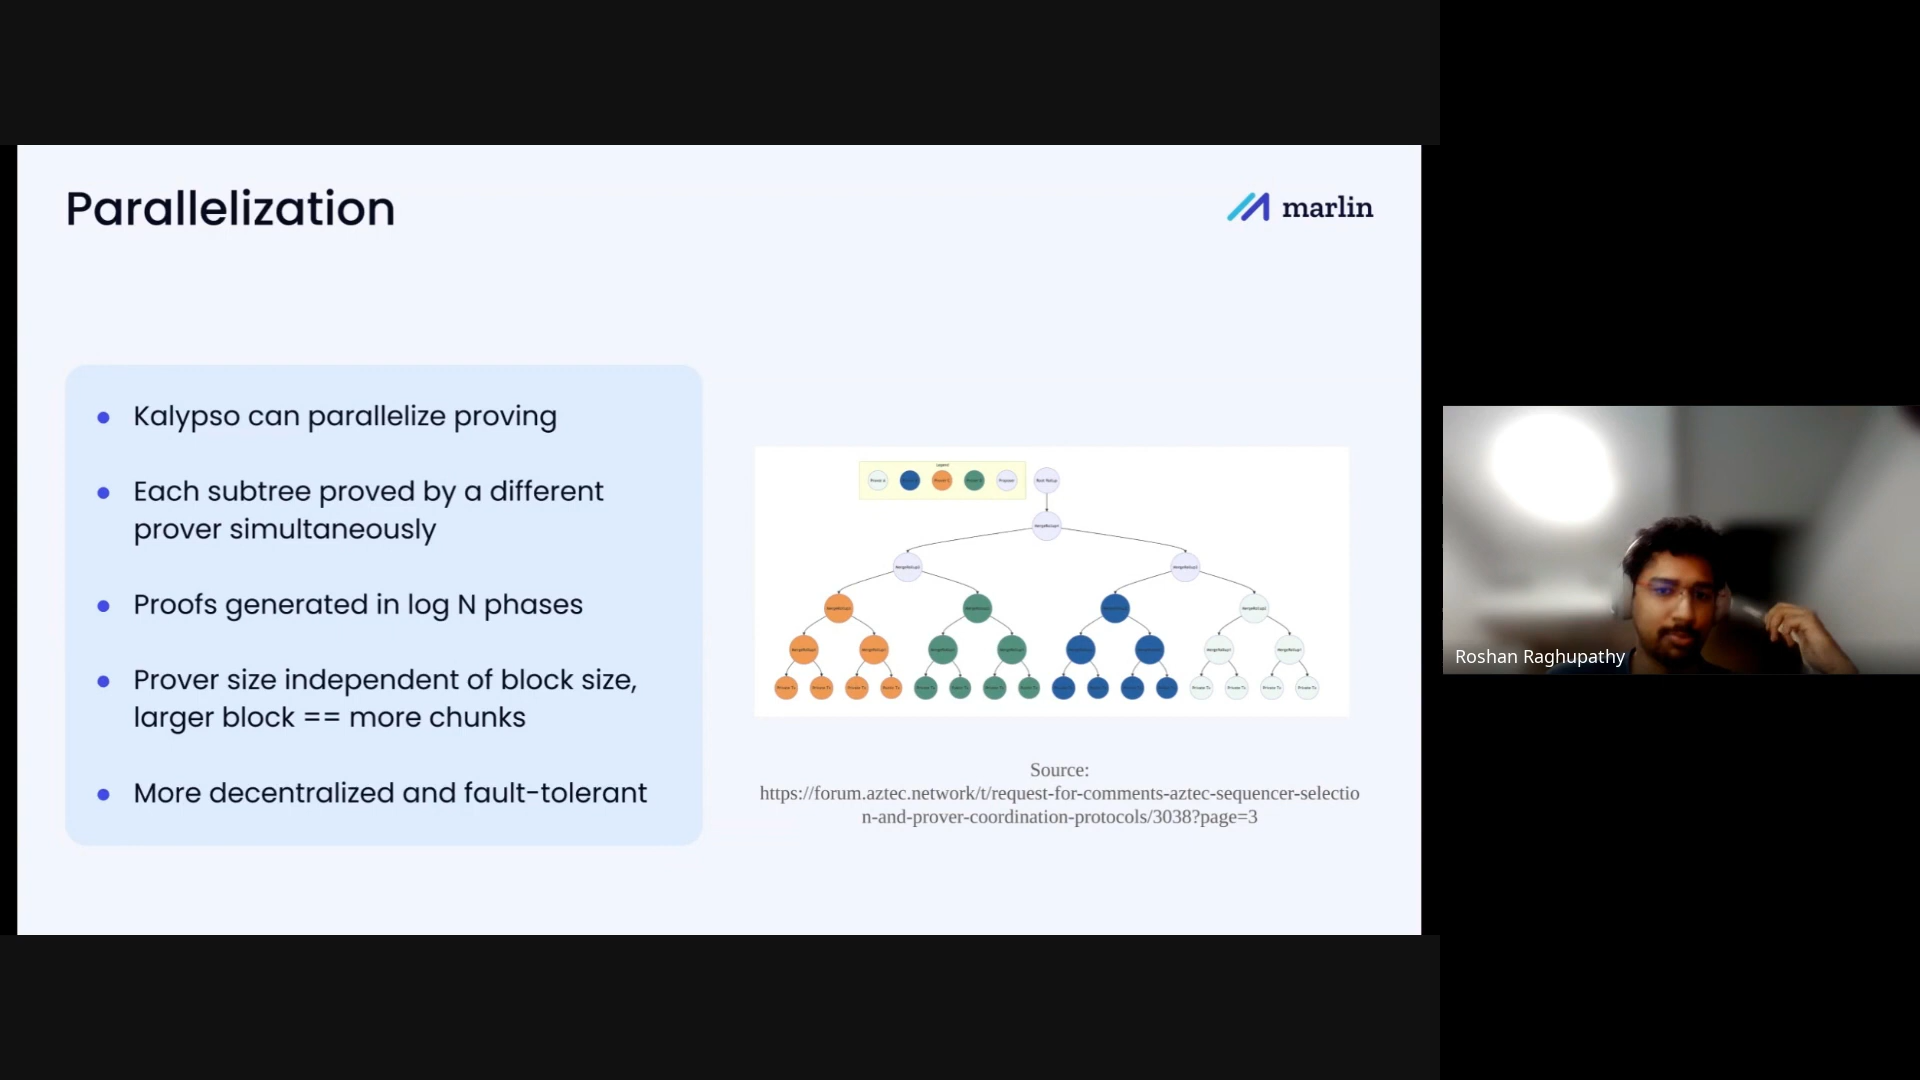 Parallelization
marlin
Kalypso can parallelize proving
Each subtree proved by a different
prover simultaneously
Proofs generated in log N phases
Prover size independent of block size,
larger block == more chunks
More decentralized and fault-tolerant
Source:
https://forum.aztec.network/t/request-for-comments-aztec-sequencer-selectio
n-and-prover-coordination-protocols/3038?page=3
Roshan Raghupathy